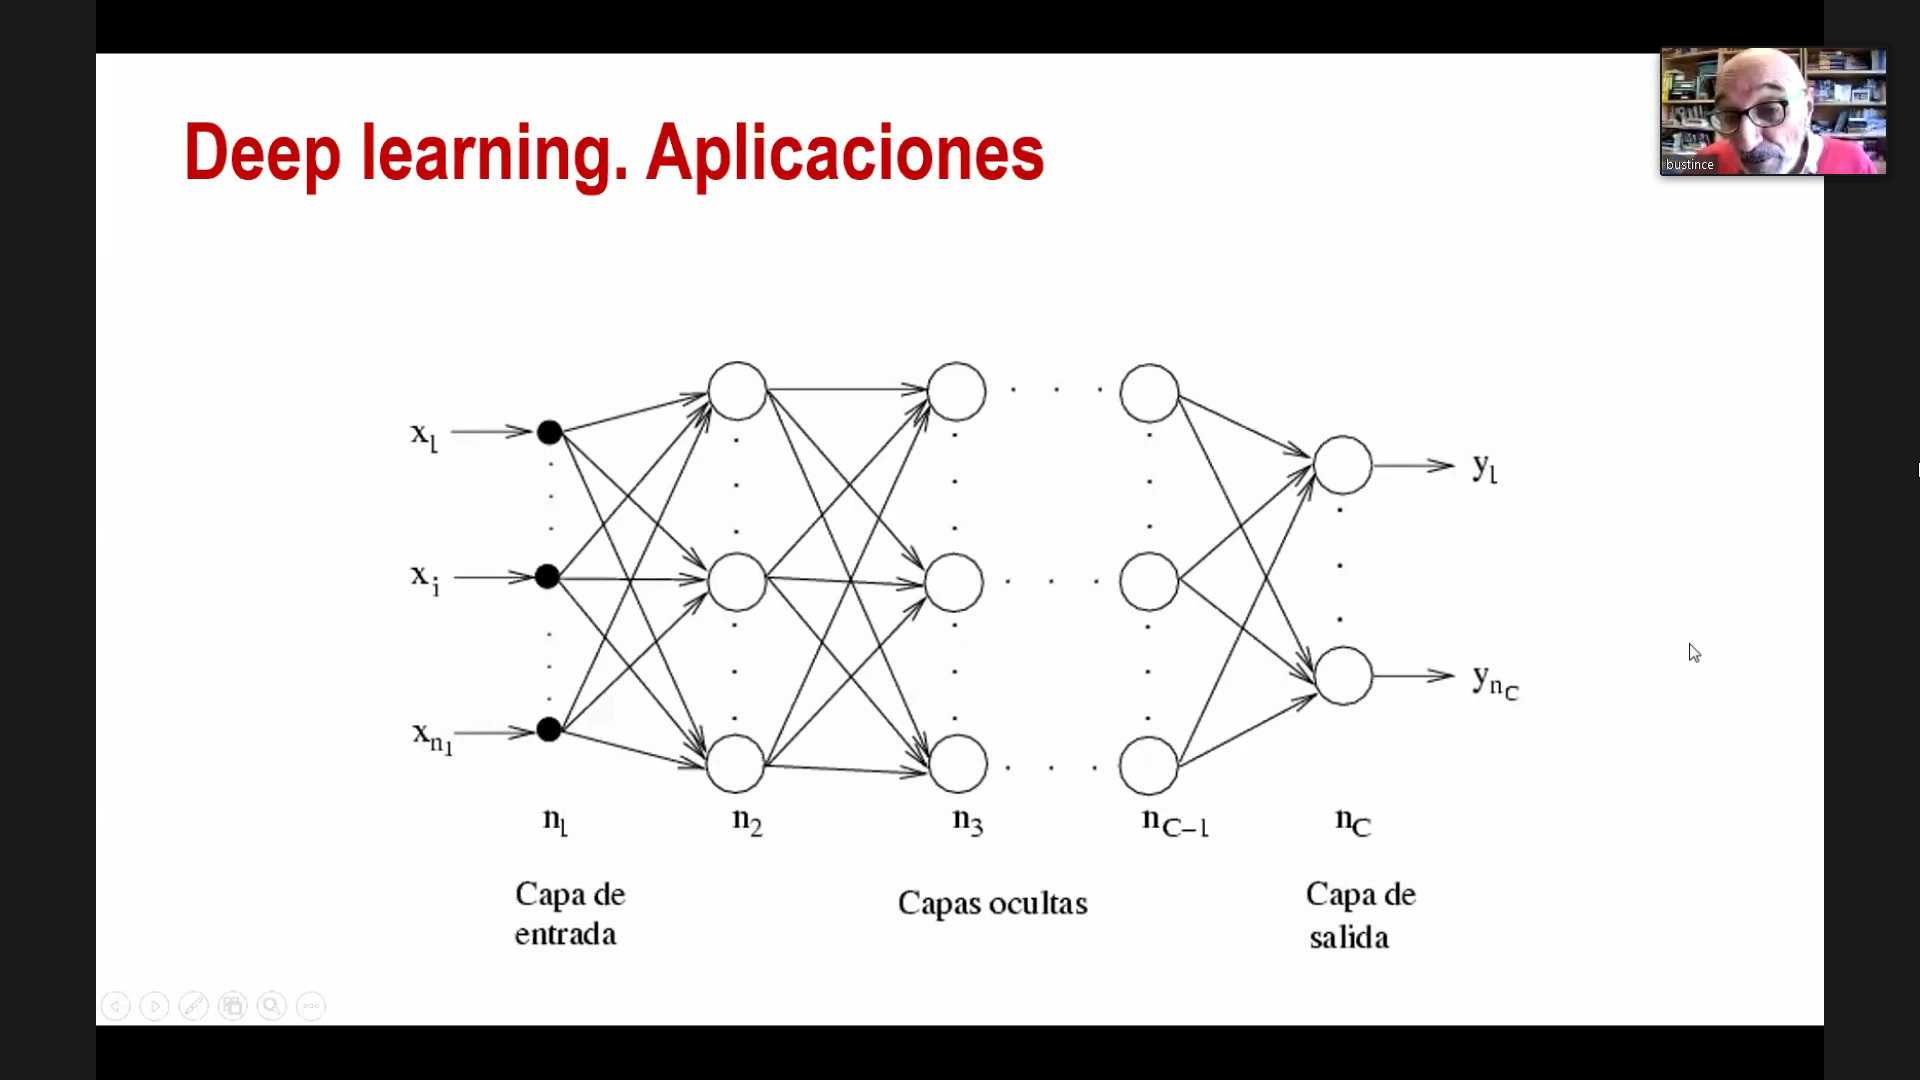 Deep learning. Aplicaciones
bustince
x1
y1
xi
ynC
xn1
n1 n2 n3 nC-1 nC
Capa de entrada
Capas ocultas
Capa de salida